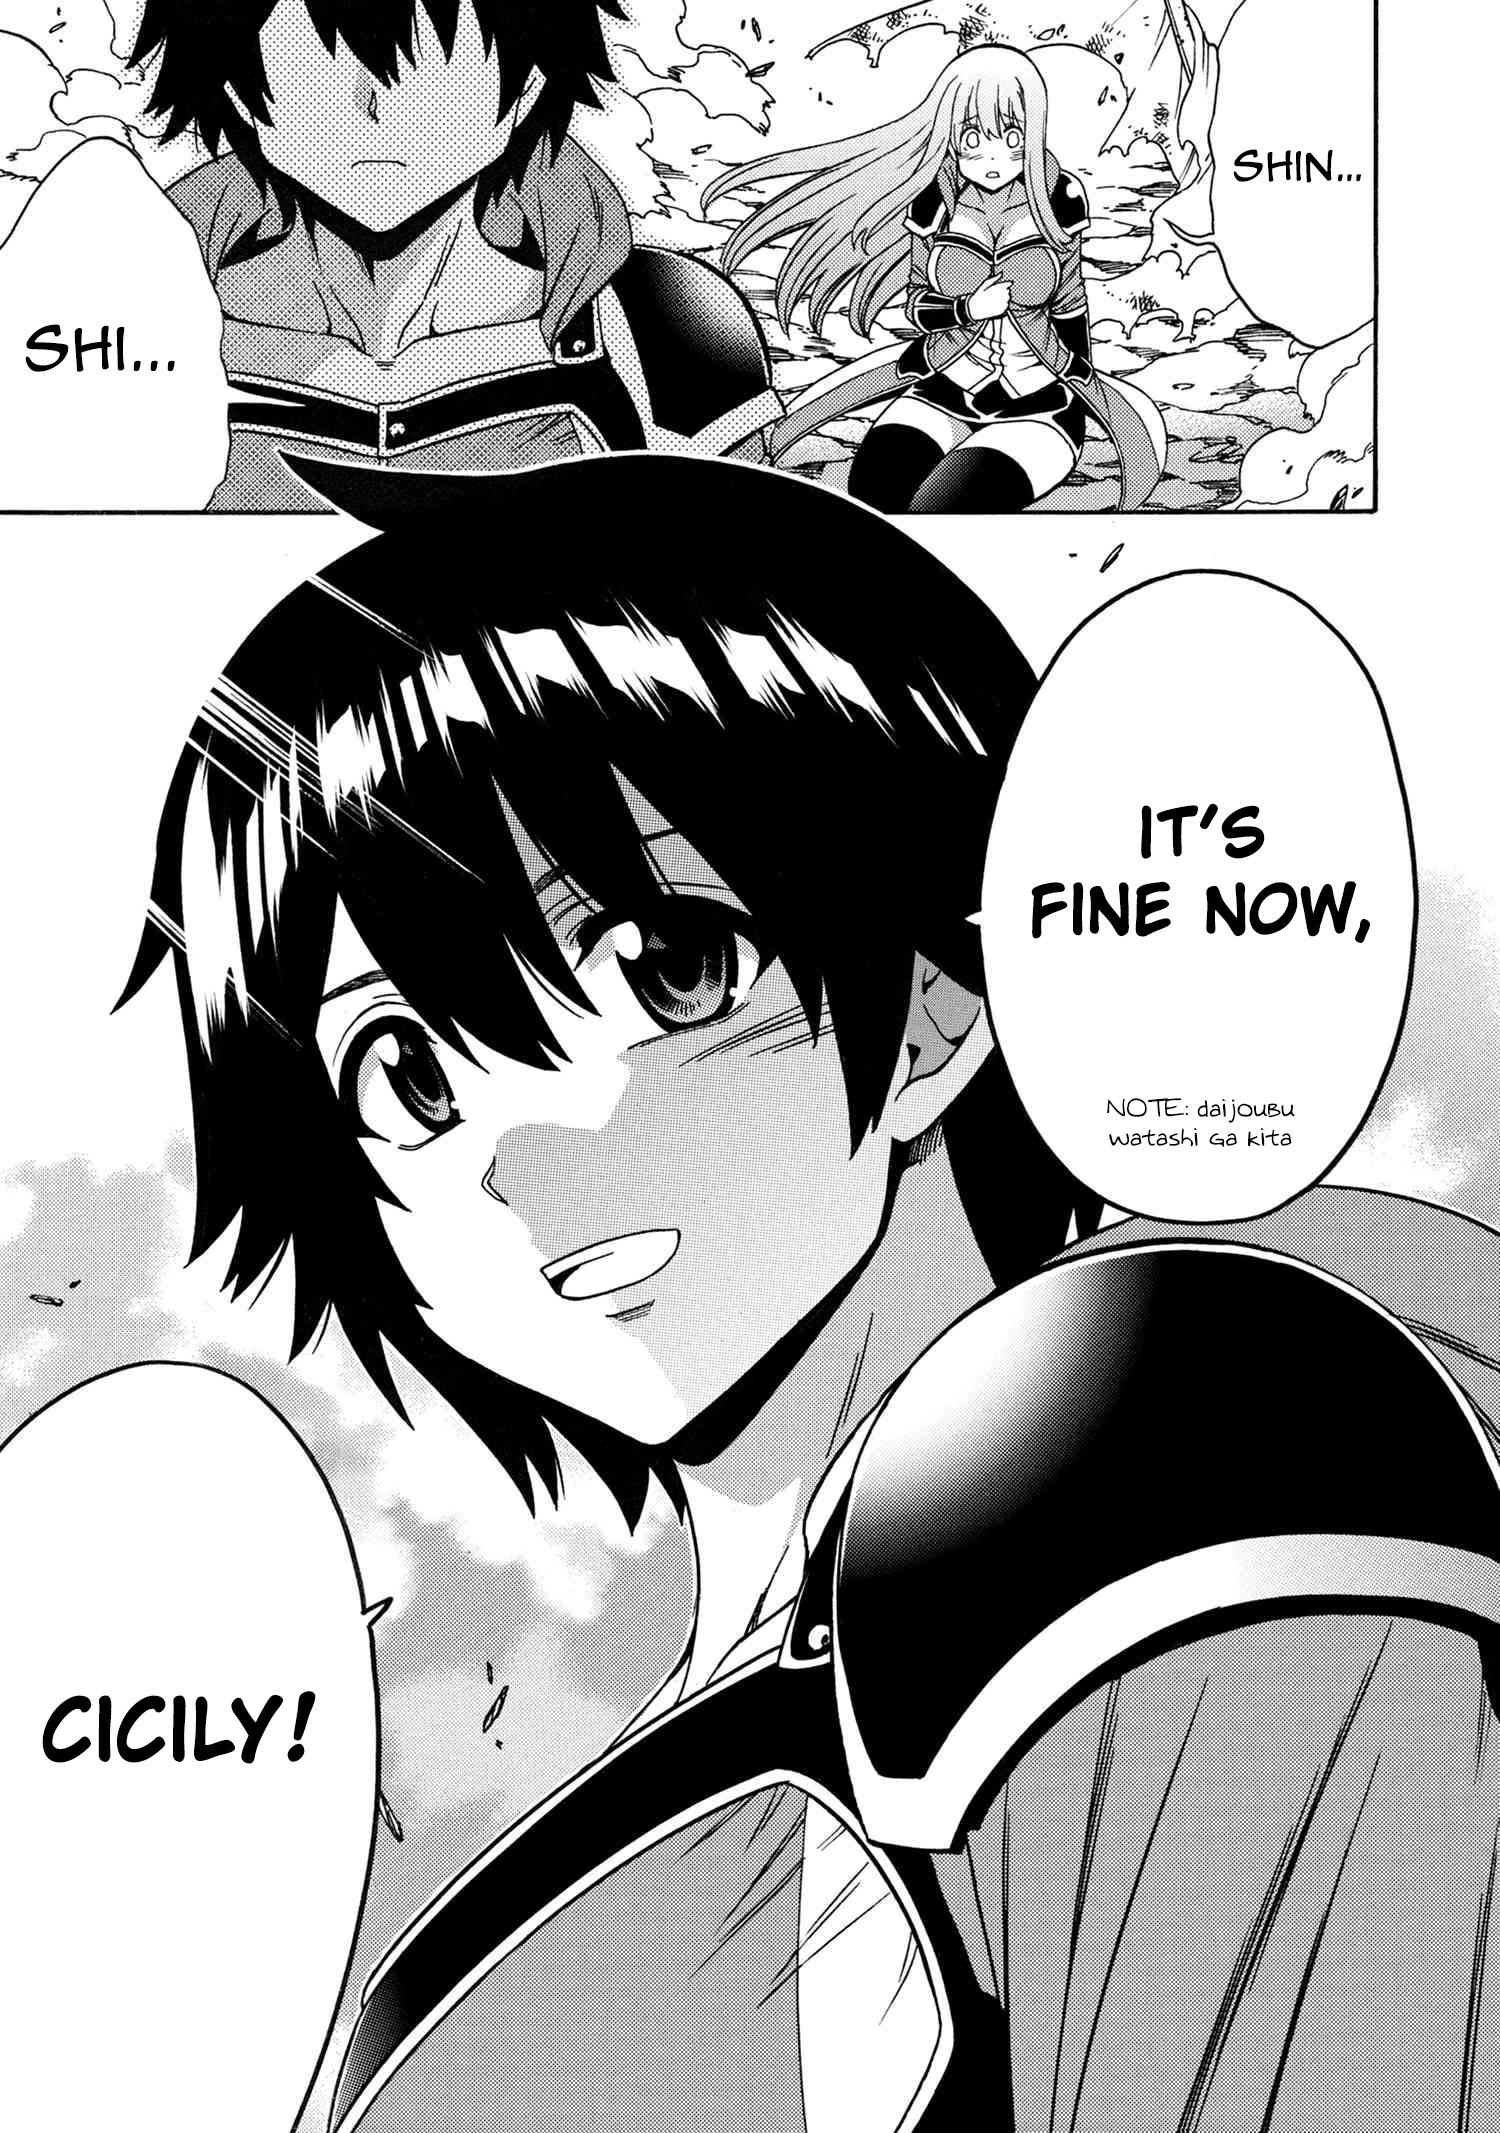 SHIN...
SHI...
IT'S
FINE NOW,
NOTE: daijoubu
watashi ga kita
CICILY!